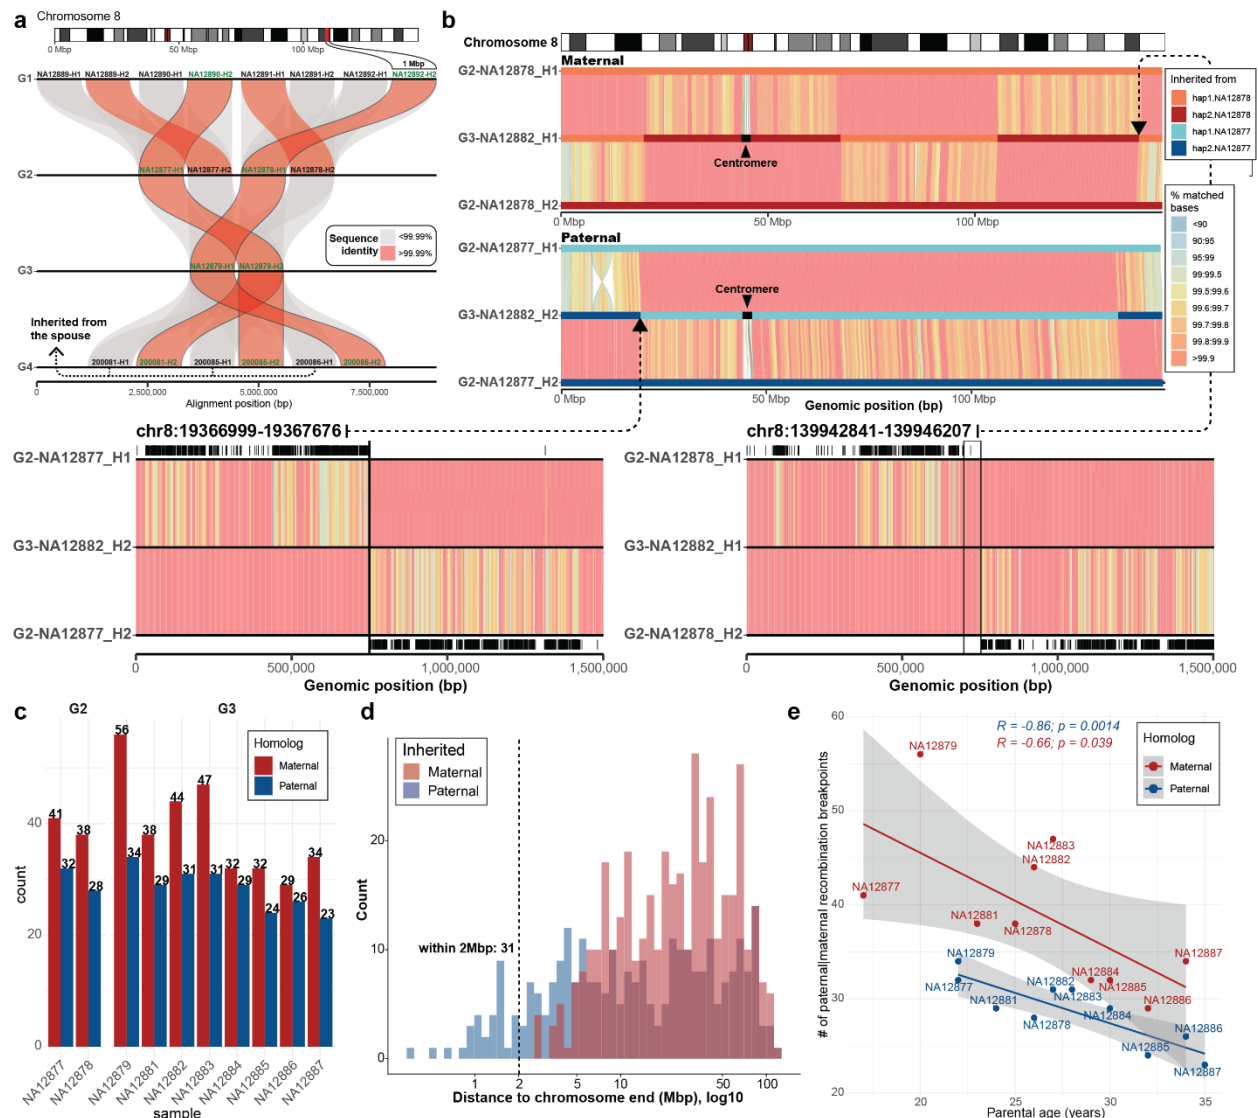 a
Chromosome 8
0 Mbp 50 Mbp 100 Mbp
1 Mbp
G1 NA12889-H1 NA12889-H2 NA12890-H1 NA12890-H2 NA12891-H1 NA12891-H2 NA12892-H1 NA12892-H2
G2 NA12877-H1 NA12877-H2 NA12878-H1 NA12878-H2
Sequence identity
<99.99%
>99.99%
G3 NA12879-H1 NA12879-H2
Inherited from
the spouse
G4 200081-H1 200081-H2 200085-H1 200085-H2 200086-H1 200086-H2
0 2,500,000 5,000,000 7,500,000
Alignment position (bp)
b
Chromosome 8
Maternal
G2-NA12878_H1
G3-NA12882_H1
Centromere
G2-NA12878_H2
0 Mbp 50 Mbp 100 Mbp
Paternal
G2-NA12877_H1
Centromere
G3-NA12882_H2
G2-NA12877_H2
0 Mbp 50 Mbp 100 Mbp
Genomic position (bp)
Inherited from
hap1.NA12878
hap2.NA12878
hap1.NA12877
hap2.NA12877
% matched
bases
<90
90:95
95:99
99:99.5
99.5:99.6
99.6:99.7
99.7:99.8
99.8:99.9
>99.9
chr8:19366999-19367676
G2-NA12877_H1
G3-NA12882_H2
G2-NA12877_H2
0 500,000 1,000,000 1,500,000
Genomic position (bp)
chr8:139942841-139946207
G2-NA12878_H1
G3-NA12882_H1
G2-NA12878_H2
0 500,000 1,000,000 1,500,000
Genomic position (bp)
c
G2 G3
Homolog
Maternal
Paternal
41 32 38 28 56 34 38 29 44 31 47 31 32 29 32 24 29 26 34 23
40
20
0
count
NA12877 NA12878 NA12879 NA12881 NA12882 NA12883 NA12884 NA12885 NA12886 NA12887
sample
d
Inherited
Maternal
Paternal
within 2Mbp: 31
20
10
0
Count
1 2 5 10 50 100
Distance to chromosome end (Mbp), log10
e
R = -0.86; p = 0.0014
R = -0.66; p = 0.039
Homolog
Maternal
Paternal
60
50
40
30
20
# of paternal|maternal recombination breakpoints
NA12879
NA12883
NA12882
NA12877
NA12881
NA12878
NA12887
NA12884
NA12885
NA12886
NA12879
NA12877
NA12882
NA12883
NA12881
NA12884
NA12878
NA12886
NA12885
NA12887
20 25 30 35
Parental age (years)